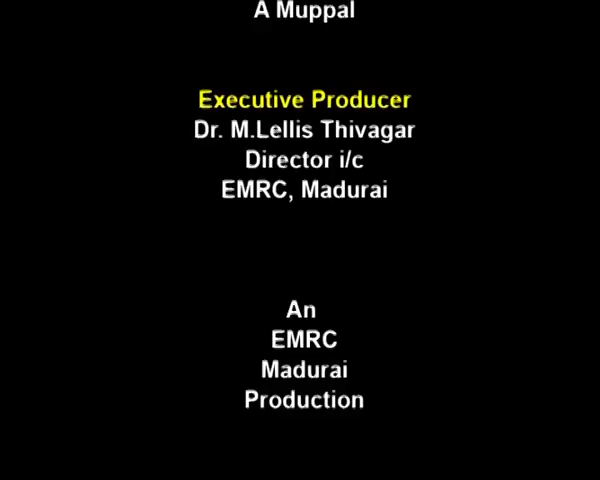 A Muppal
Executive Producer
Dr. M.Lellis Thivagar
Director i/c
EMRC, Madurai
An
EMRC
Madurai
Production